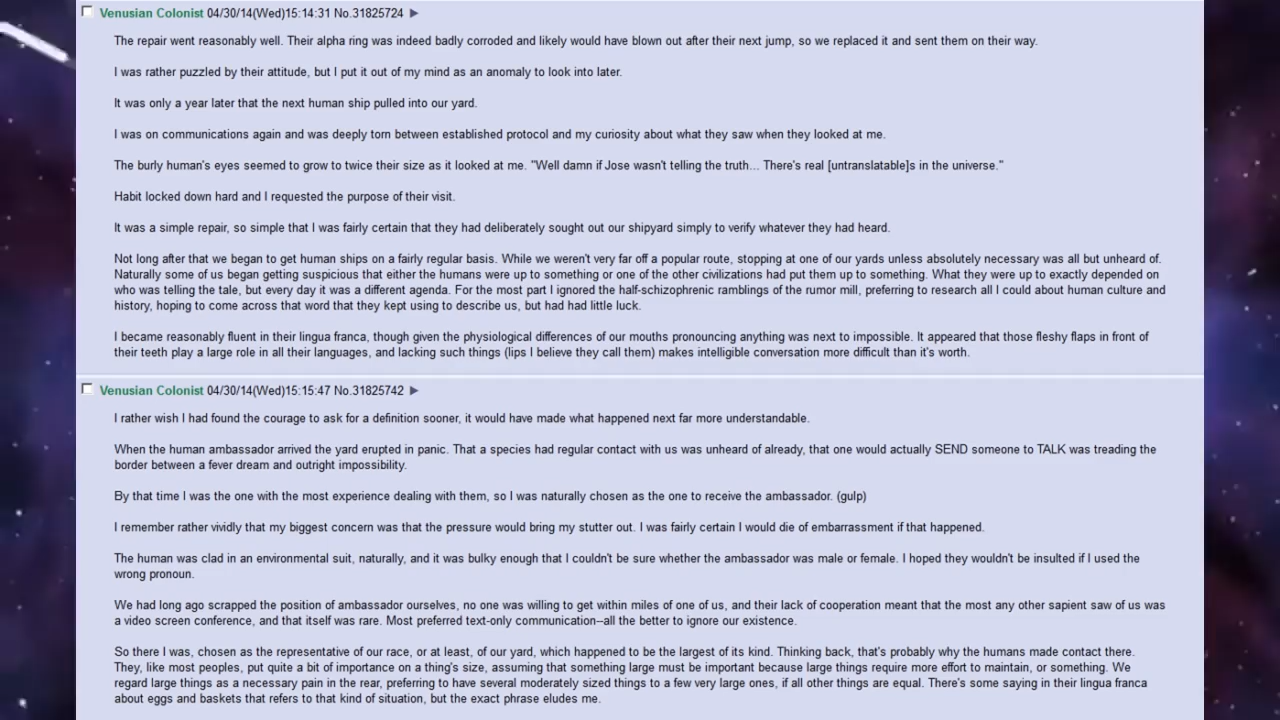 Venusian Colonist 04/30/14(Wed)15:14:31 No.31825724 ▶
The repair went reasonably well. Their alpha ring was indeed badly corroded and likely would have blown out after their next jump, so we replaced it and sent them on their way.
I was rather puzzled by their attitude, but I put it out of my mind as an anomaly to look into later.
It was only a year later that the next human ship pulled into our yard.
I was on communications again and was deeply torn between established protocol and my curiosity about what they saw when they looked at me.
The burly human's eyes seemed to grow to twice their size as it looked at me. "Well damn if Jose wasn't telling the truth... There's real [untranslatable]s in the universe."
Habit locked down hard and I requested the purpose of their visit.
It was a simple repair, so simple that I was fairly certain that they had deliberately sought out our shipyard simply to verify whatever they had heard.
Not long after that we began to get human ships on a fairly regular basis. While we weren't very far off a popular route, stopping at one of our yards unless absolutely necessary was all but unheard of.
Naturally some of us began getting suspicious that either the humans were up to something or one of the other civilizations had put them up to something. What they were up to exactly depended on
who was telling the tale, but every day it was a different agenda. For the most part I ignored the half-schizophrenic ramblings of the rumor mill, preferring to research all I could about human culture and
history, hoping to come across that word that they kept using to describe us, but had had little luck.
I became reasonably fluent in their lingua franca, though given the physiological differences of our mouths pronouncing anything was next to impossible. It appeared that those fleshy flaps in front of
their teeth play a large role in all their languages, and lacking such things (lips I believe they call them) makes intelligible conversation more difficult than it's worth.
Venusian Colonist 04/30/14(Wed)15:15:47 No.31825742 ▶
I rather wish I had found the courage to ask for a definition sooner, it would have made what happened next far more understandable.
When the human ambassador arrived the yard erupted in panic. That a species had regular contact with us was unheard of already, that one would actually SEND someone to TALK was treading the
border between a fever dream and outright impossibility.
By that time I was the one with the most experience dealing with them, so I was naturally chosen as the one to receive the ambassador. (gulp)
I remember rather vividly that my biggest concern was that the pressure would bring my stutter out. I was fairly certain I would die of embarrassment if that happened.
The human was clad in an environmental suit, naturally, and it was bulky enough that I couldn't be sure whether the ambassador was male or female. I hoped they wouldn't be insulted if I used the
wrong pronoun.
We had long ago scrapped the position of ambassador ourselves, no one was willing to get within miles of one of us, and their lack of cooperation meant that the most any other sapient saw of us was
a video screen conference, and that itself was rare. Most preferred text-only communication--all the better to ignore our existence.
So there I was, chosen as the representative of our race, or at least, of our yard, which happened to be the largest of its kind. Thinking back, that's probably why the humans made contact there.
They, like most peoples, put quite a bit of importance on a thing's size, assuming that something large must be important because large things require more effort to maintain, or something. We
regard large things as a necessary pain in the rear, preferring to have several moderately sized things to a few very large ones, if all other things are equal. There's some saying in their lingua franca
about eggs and baskets that refers to that kind of situation, but the exact phrase eludes me.